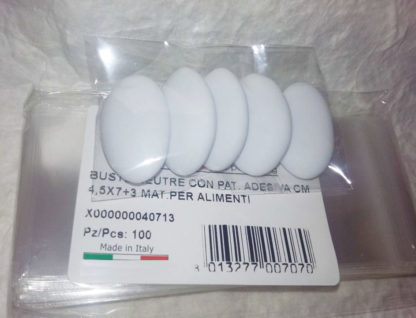 BUSTE NEUTRE CON PAT. ADESIVA CM
4,5X7+3 MAT.PER ALIMENTI
X000000040713
Pz/Pcs: 100
Made in Italy
8 013277 007070